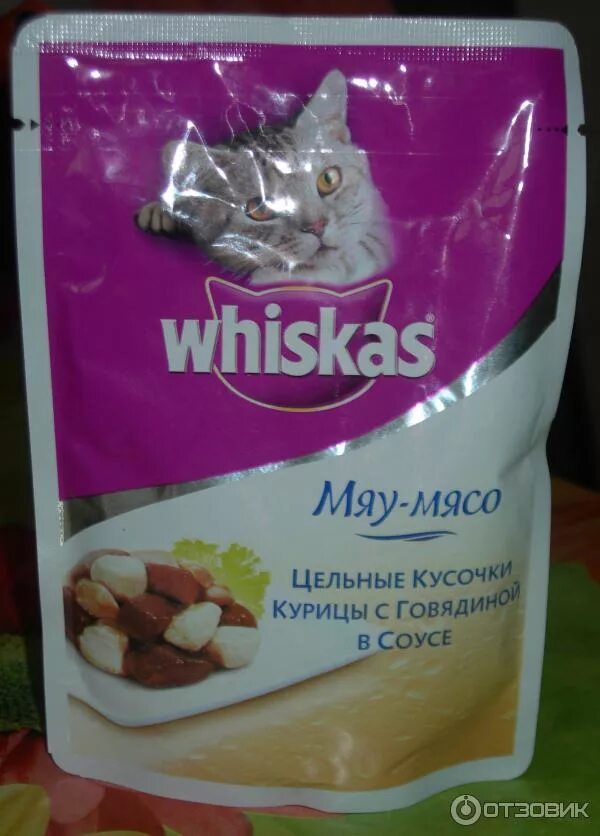 whiskas®
Мяу-мясо
Цельные Кусочки
Курицы с Говядиной
в Соусе
ОТЗОВИК